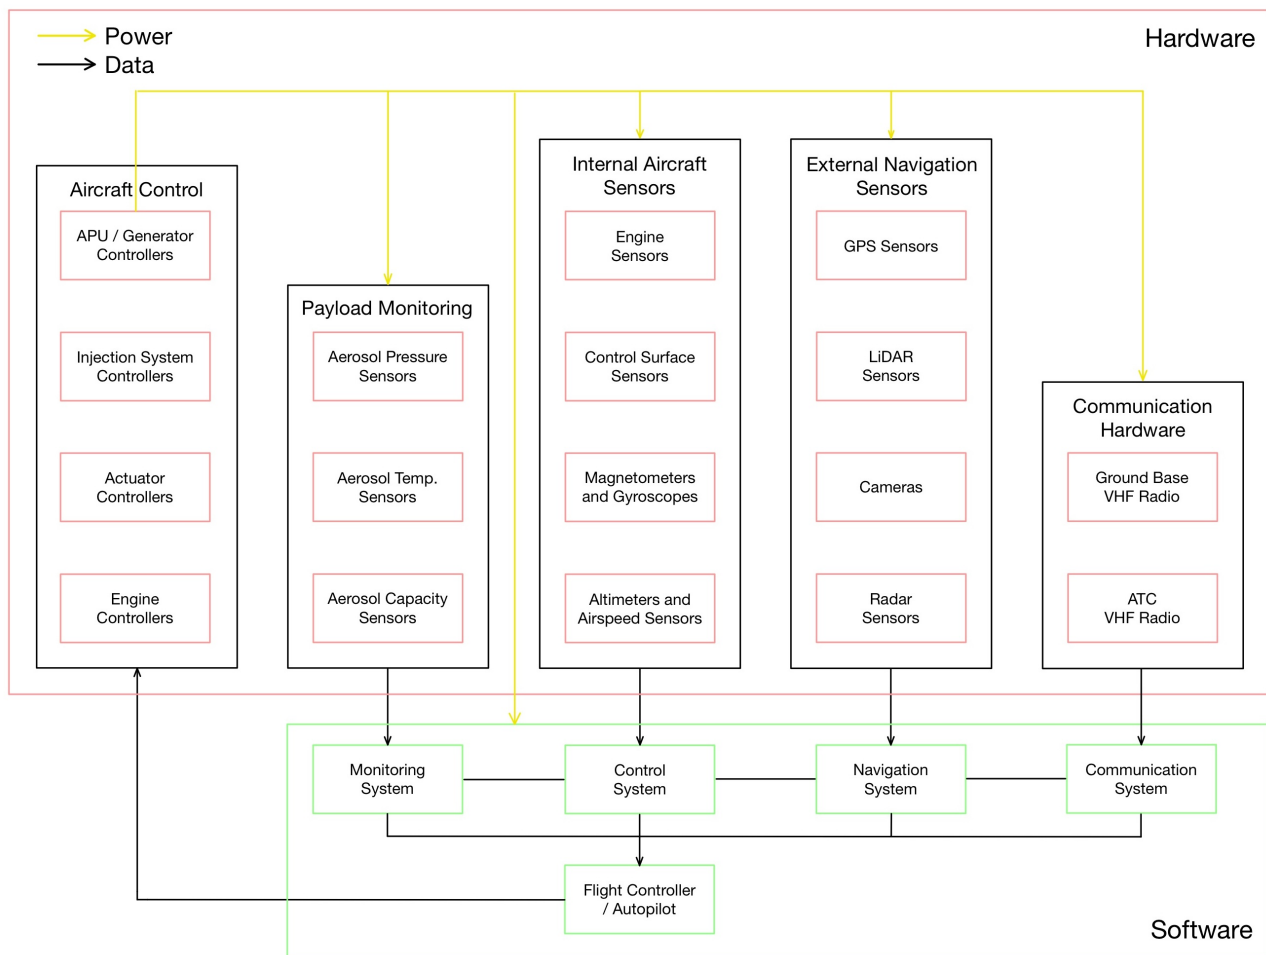 Power
Data
Hardware
Aircraft Control
APU / Generator
Controllers
Injection System
Controllers
Actuator
Controllers
Engine
Controllers
Payload Monitoring
Aerosol Pressure
Sensors
Aerosol Temp.
Sensors
Aerosol Capacity
Sensors
Internal Aircraft
Sensors
Engine
Sensors
Control Surface
Sensors
Magnetometers
and Gyroscopes
Altimeters and
Airspeed Sensors
External Navigation
Sensors
GPS Sensors
LiDAR
Sensors
Cameras
Radar
Sensors
Communication
Hardware
Ground Base
VHF Radio
ATC
VHF Radio
Monitoring
System
Control
System
Navigation
System
Communication
System
Flight Controller
/ Autopilot
Software